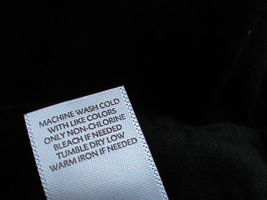 MACHINE WASH COLD
WITH LIKE COLORS
ONLY NON-CHLORINE
BLEACH IF NEEDED
TUMBLE DRY LOW
WARM IRON IF NEEDED